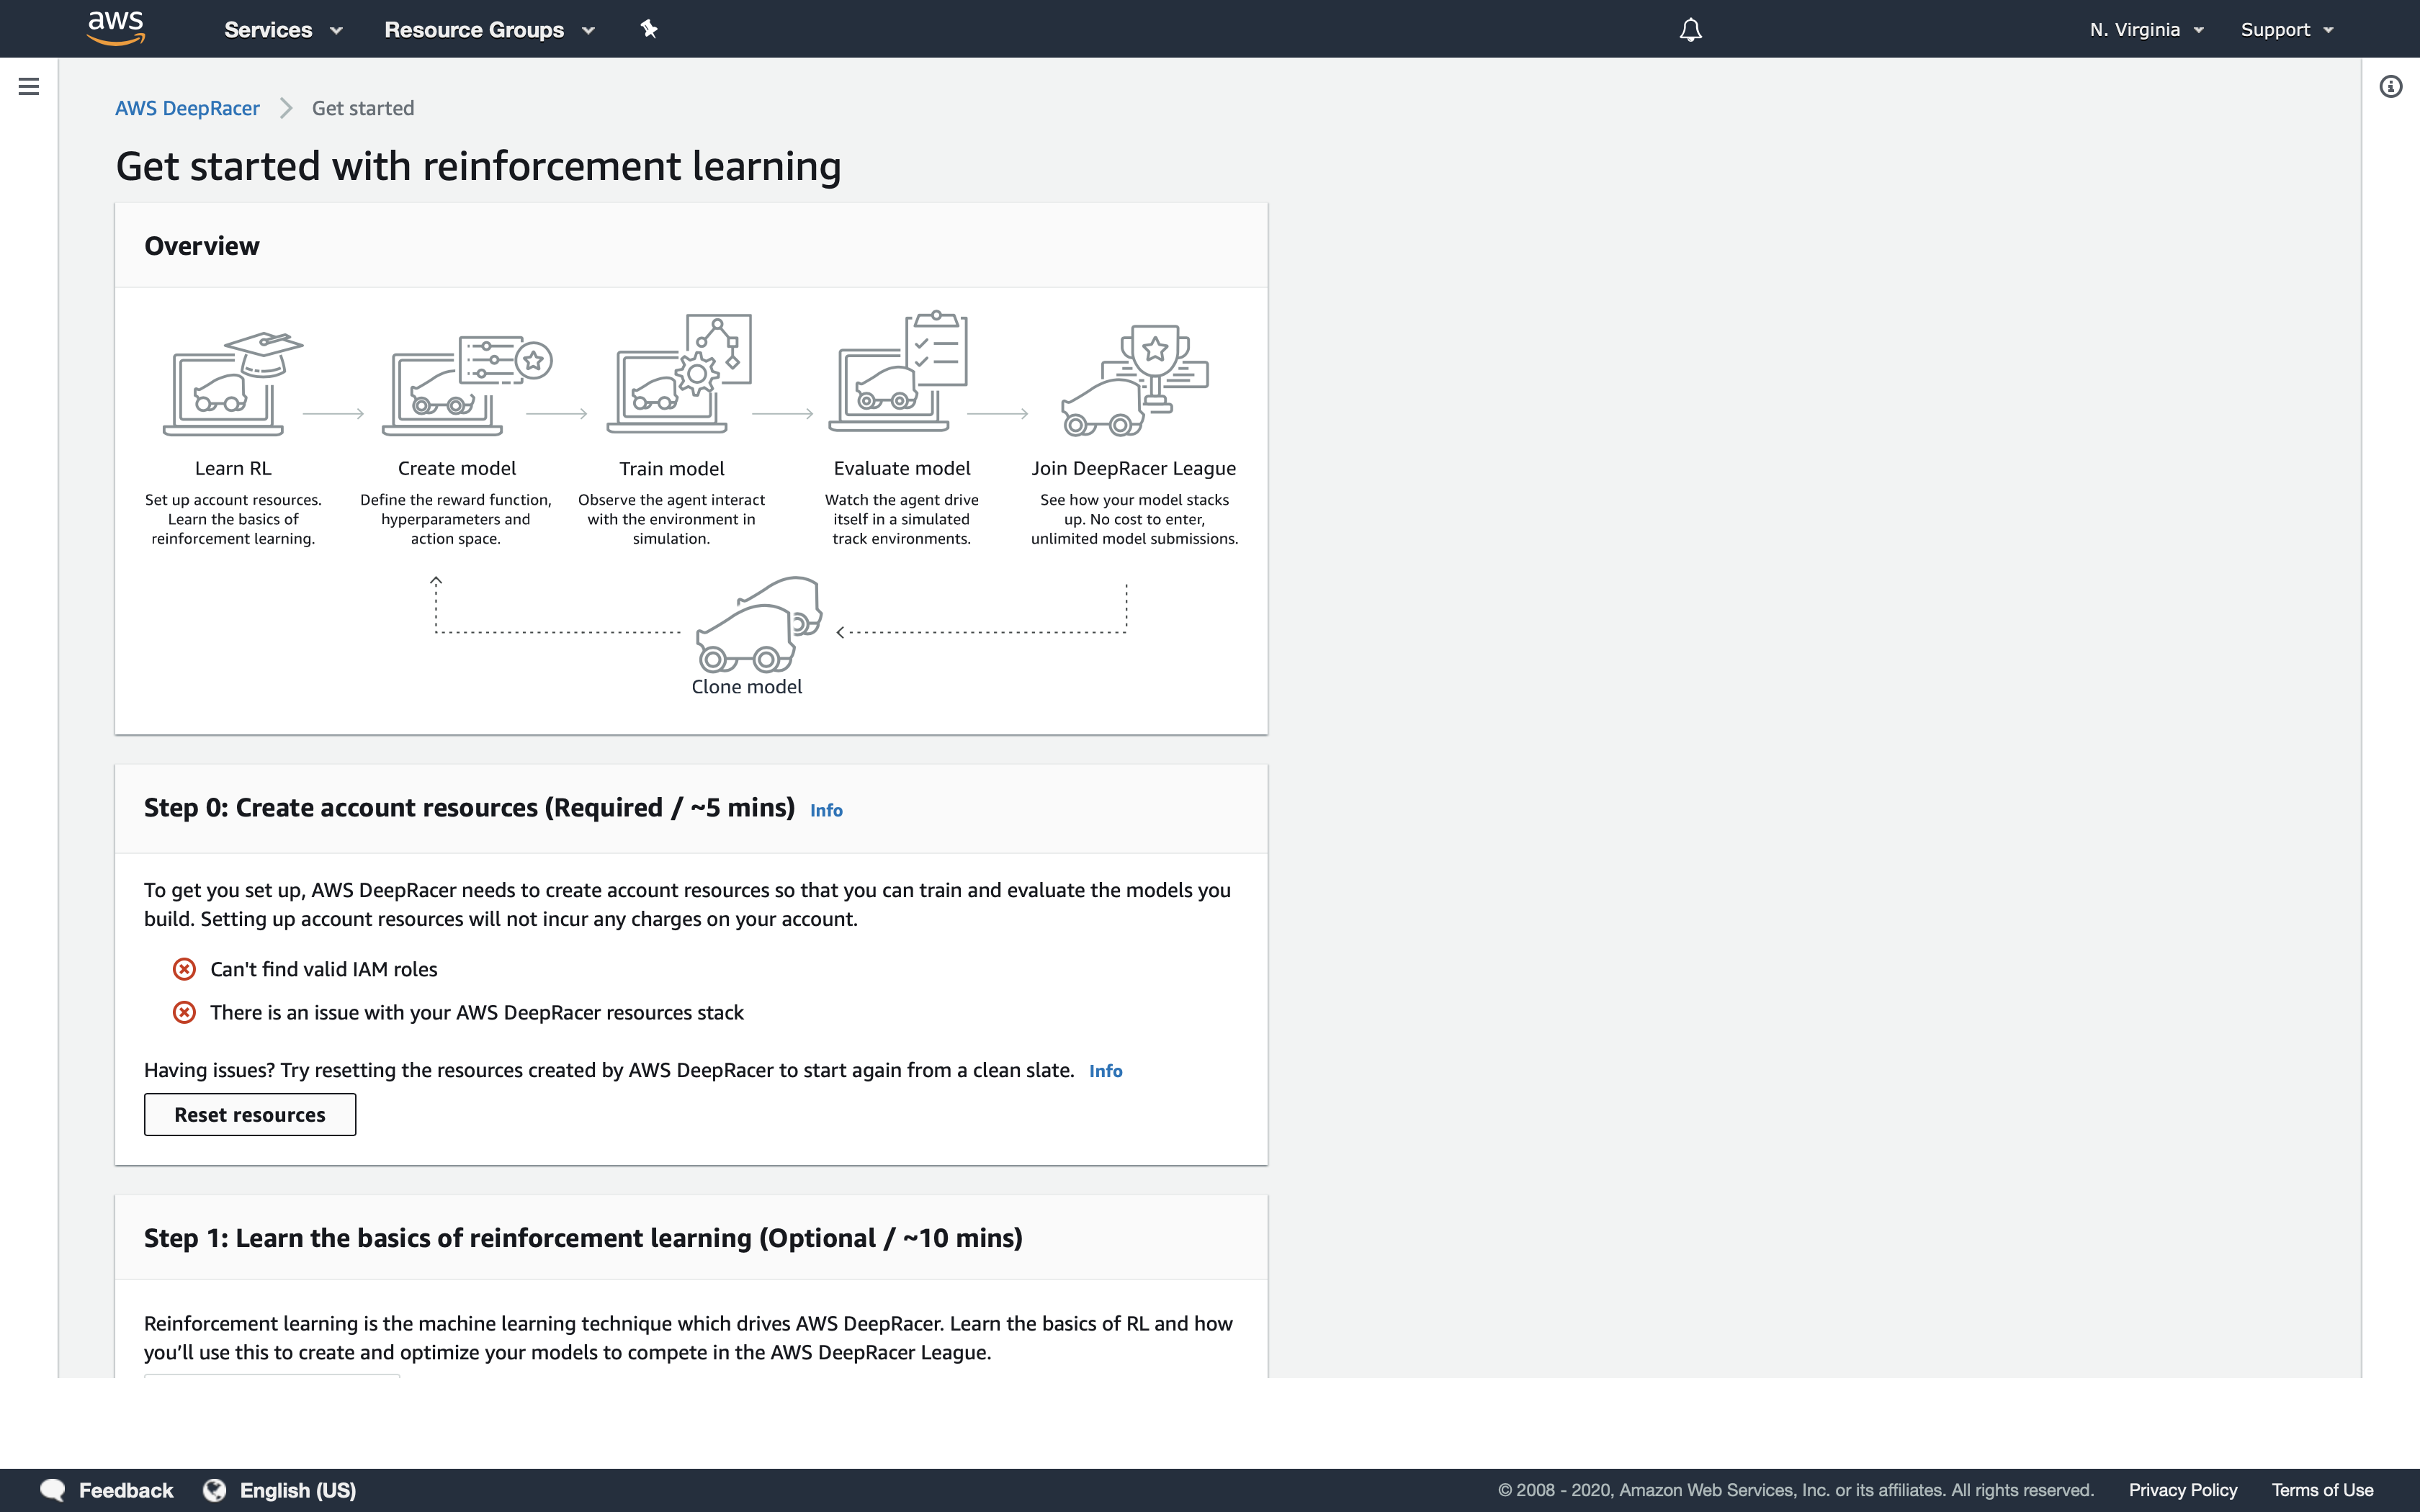 aws Services Resource Groups N. Virginia Support
AWS DeepRacer Get started
Get started with reinforcement learning
Overview
Learn RL
Set up account resources.
Learn the basics of
reinforcement learning.
Create model
Define the reward function,
hyperparameters and
action space.
Train model
Observe the agent interact
with the environment in
simulation.
Evaluate model
Watch the agent drive
itself in a simulated
track environments.
Join DeepRacer League
See how your model stacks
up. No cost to enter,
unlimited model submissions.
Clone model
Step 0: Create account resources (Required / ~5 mins) Info
To get you set up, AWS DeepRacer needs to create account resources so that you can train and evaluate the models you
build. Setting up account resources will not incur any charges on your account.
Can't find valid IAM roles
There is an issue with your AWS DeepRacer resources stack
Having issues? Try resetting the resources created by AWS DeepRacer to start again from a clean slate. Info
Reset resources
Step 1: Learn the basics of reinforcement learning (Optional / ~10 mins)
Reinforcement learning is the machine learning technique which drives AWS DeepRacer. Learn the basics of RL and how
you’ll use this to create and optimize your models to compete in the AWS DeepRacer League.
Feedback English (US) © 2008 - 2020, Amazon Web Services, Inc. or its affiliates. All rights reserved. Privacy Policy Terms of Use